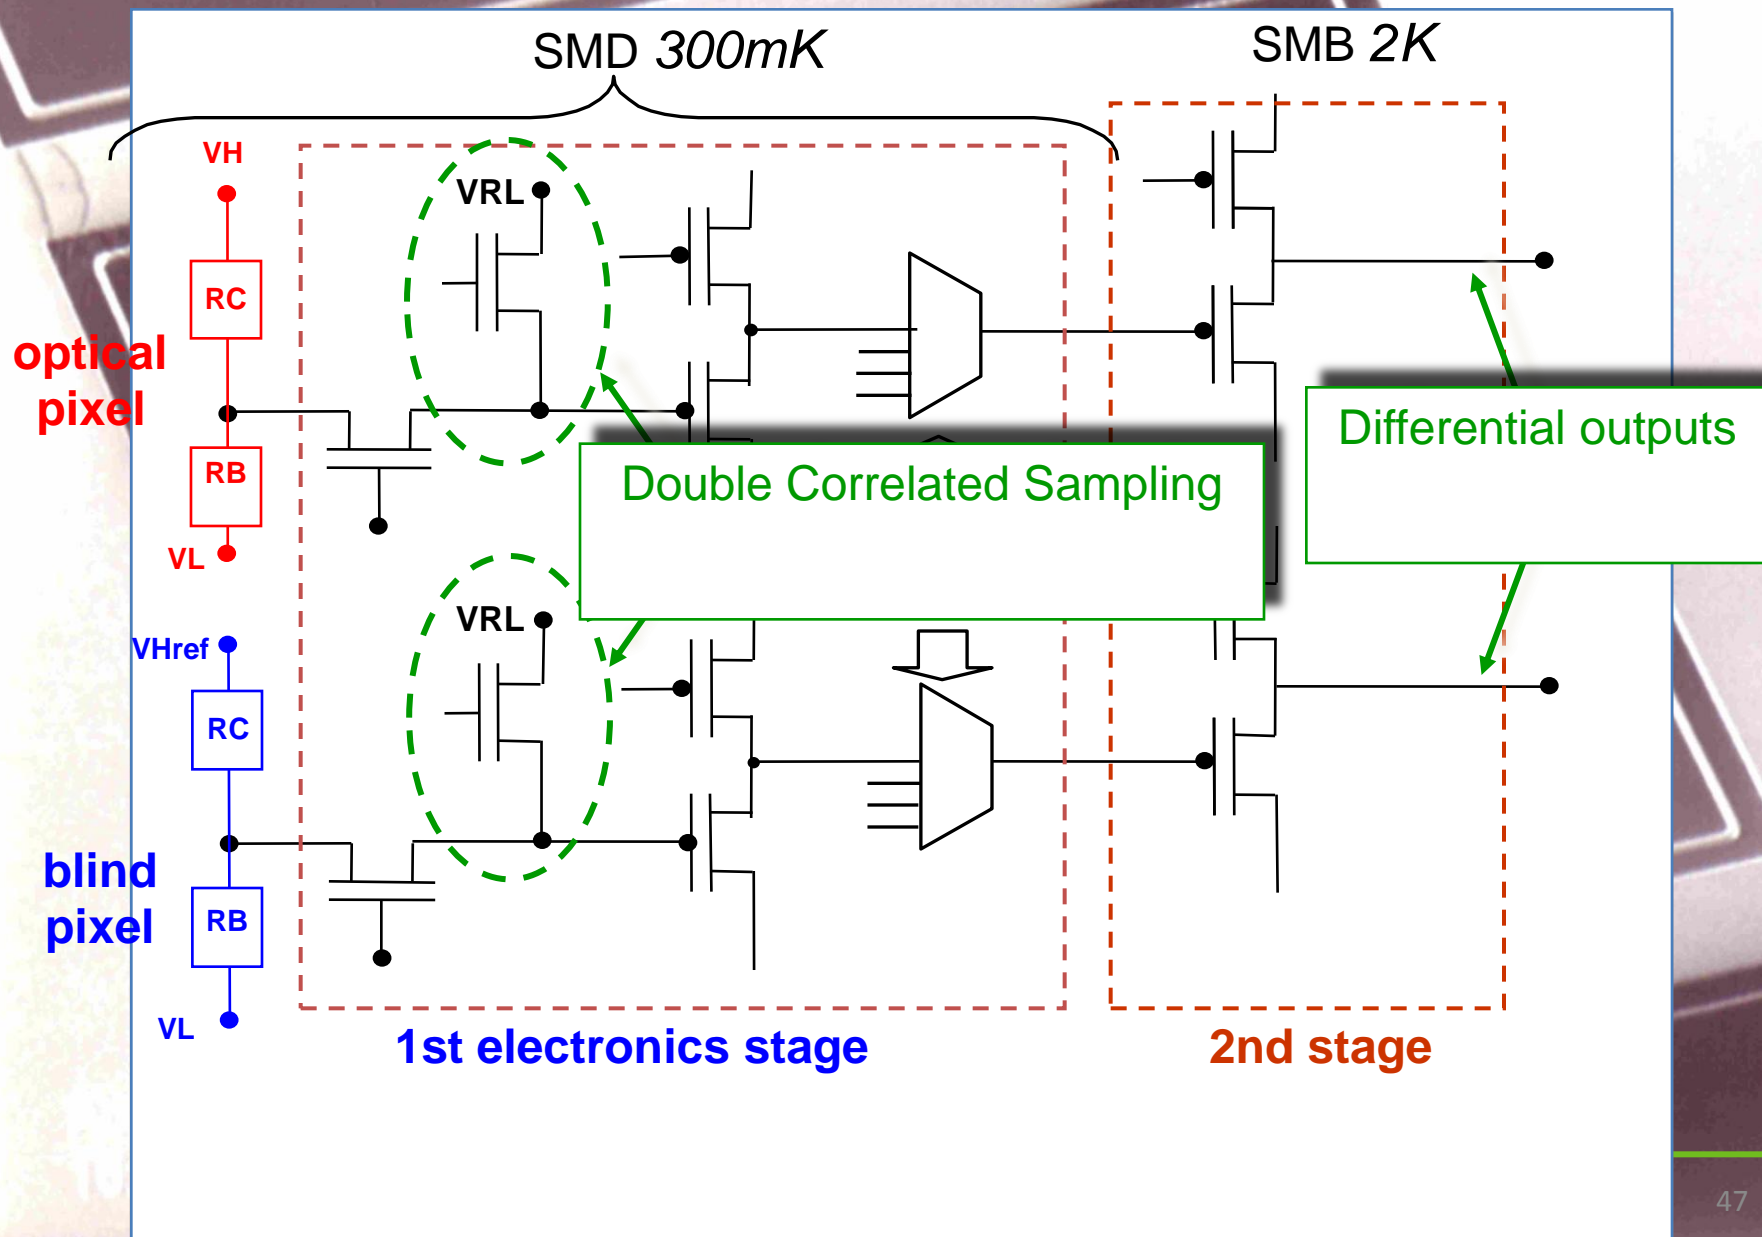 SMD 300mK
SMB 2K
VH
VRL
RC
optical
pixel
RB
VL
Double Correlated Sampling
Differential outputs
VHref
VRL
RC
blind
pixel
RB
VL
1st electronics stage
2nd stage
47